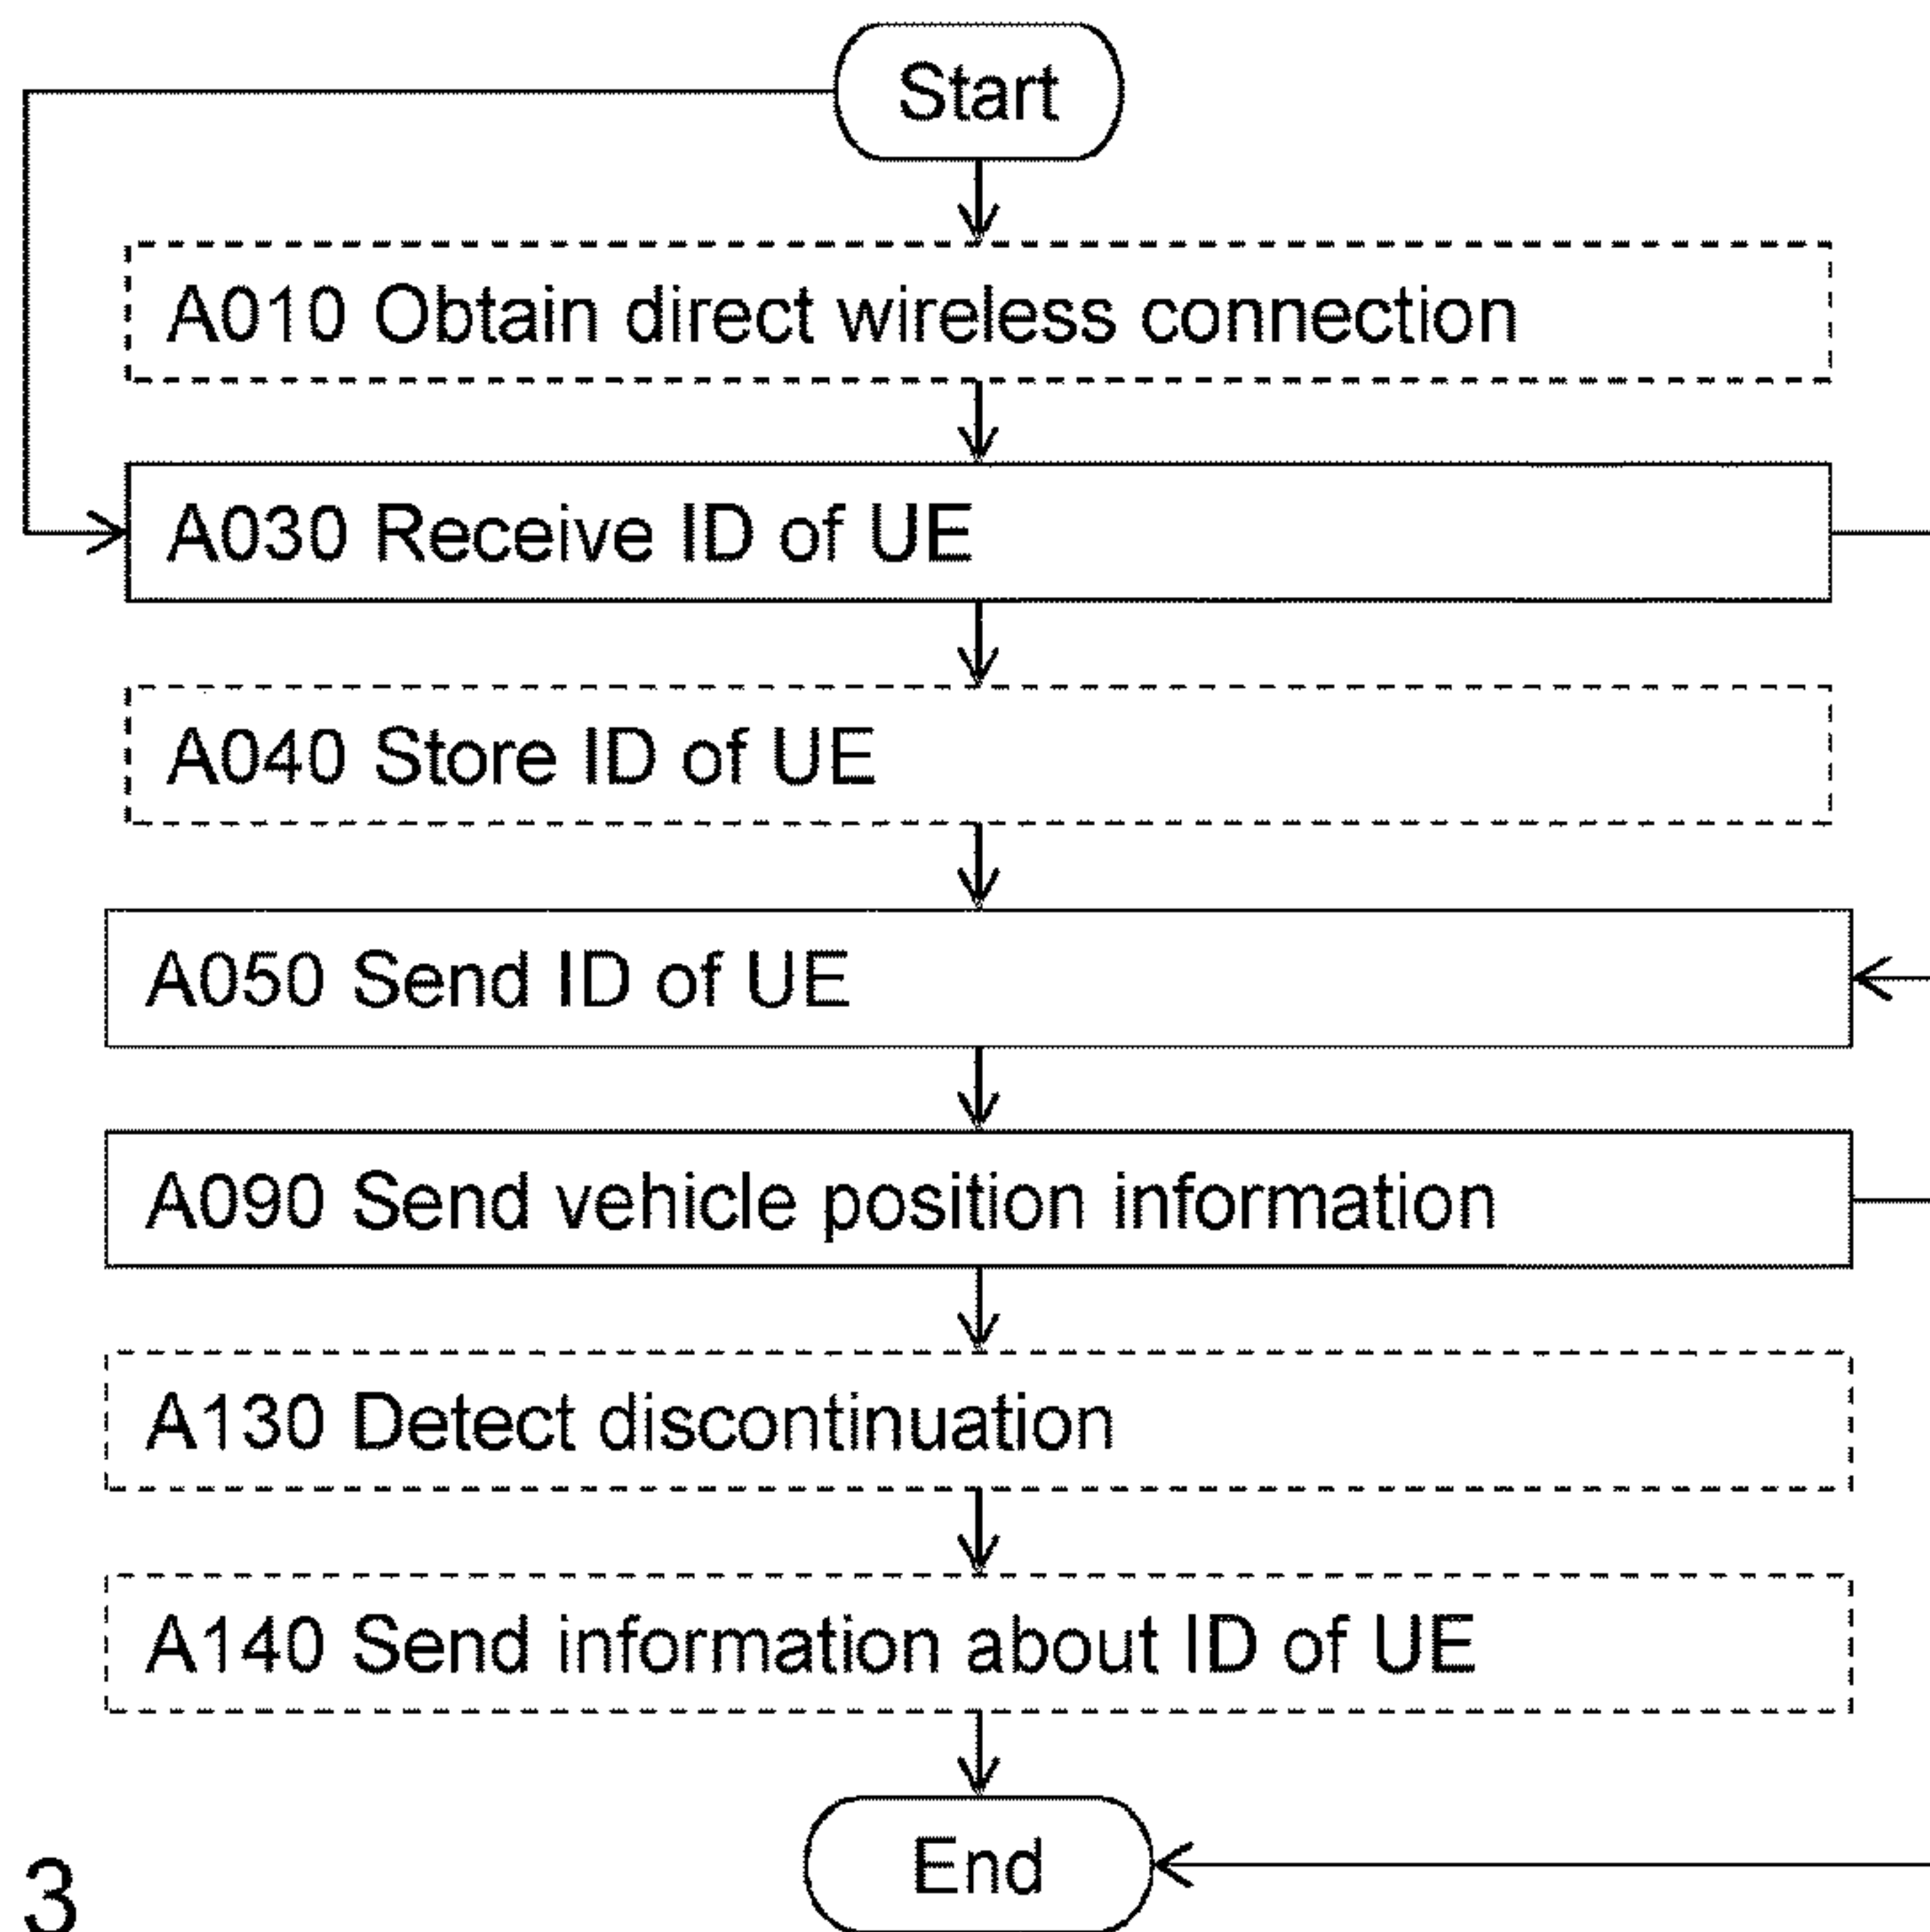 Start
A010 Obtain direct wireless connection
A030 Receive ID of UE
A040 Store ID of UE
A050 Send ID of UE
A090 Send vehicle position information
A130 Detect discontinuation
A140 Send information about ID of UE
End
3